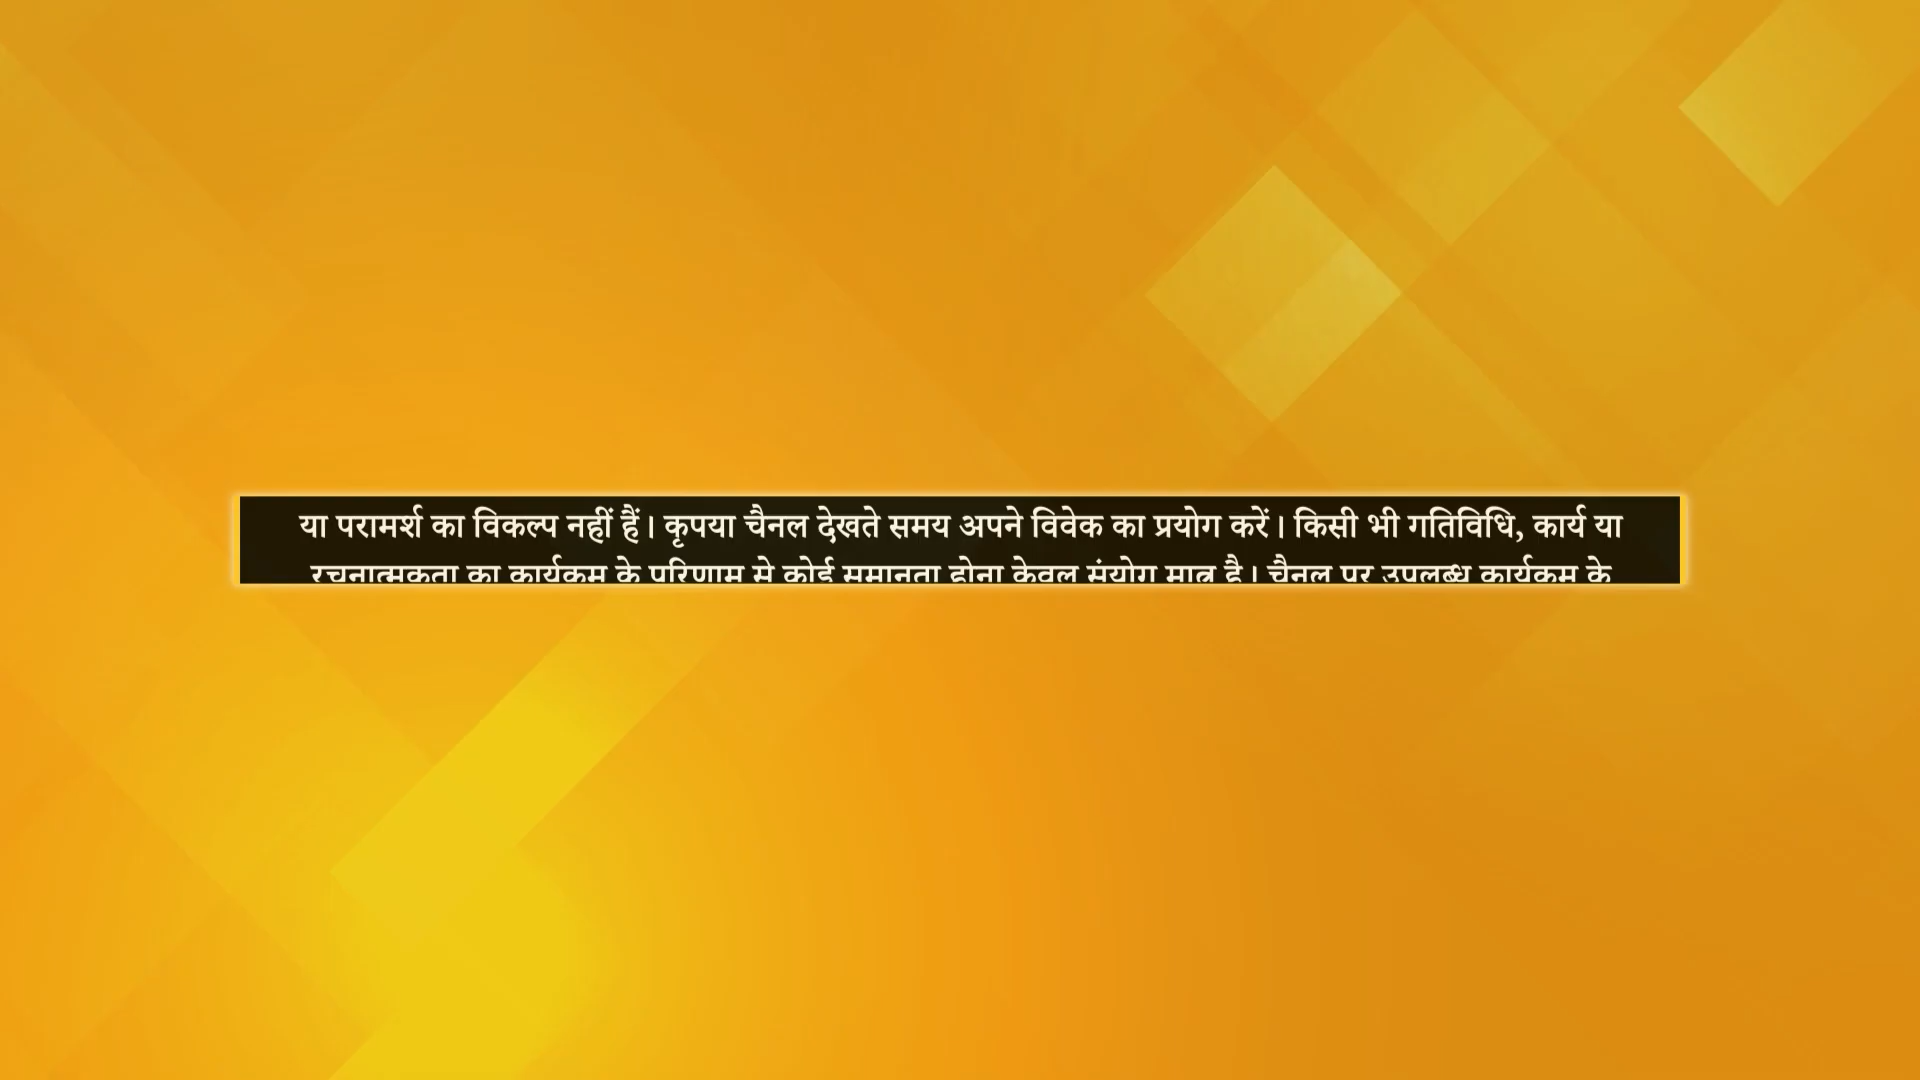 या परामर्श का विकल्प नहीं हैं। कृपया चैनल देखते समय अपने विवेक का प्रयोग करें। किसी भी गतिविधि, कार्य या
रचनात्मकता का कार्यक्रम के परिणाम से कोई समानता होना केवल संयोग मात्र है। चैनल पर उपलब्ध कार्यक्रम के